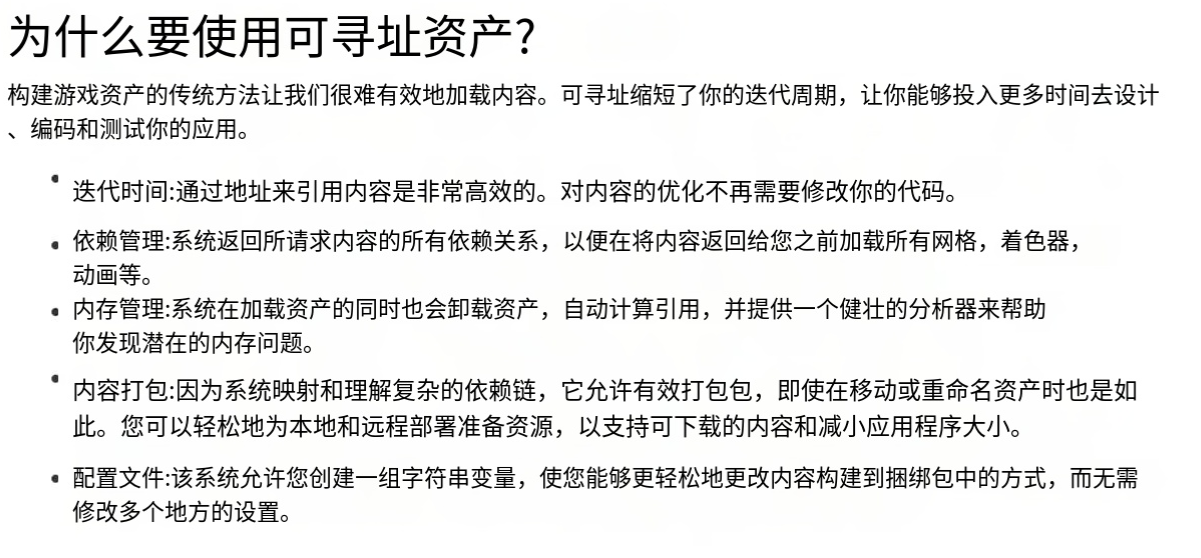 为什么要使用可寻址资产?
构建游戏资产的传统方法让我们很难有效地加载内容。可寻址缩短了你的迭代周期，让你能够投入更多时间去设计
、编码和测试你的应用。
• 迭代时间:通过地址来引用内容是非常高效的。对内容的优化不再需要修改你的代码。
• 依赖管理:系统返回所请求内容的所有依赖关系，以便在将内容返回给您之前加载所有网格，着色器，
动画等。
• 内存管理:系统在加载资产的同时也会卸载资产，自动计算引用，并提供一个健壮的分析器来帮助
你发现潜在的内存问题。
• 内容打包:因为系统映射和理解复杂的依赖链，它允许有效打包包，即使在移动或重命名资产时也是如
此。您可以轻松地为本地和远程部署准备资源，以支持可下载的内容和减小应用程序大小。
• 配置文件:该系统允许您创建一组字符串变量，使您能够更轻松地更改内容构建到捆绑包中的方式，而无需
修改多个地方的设置。